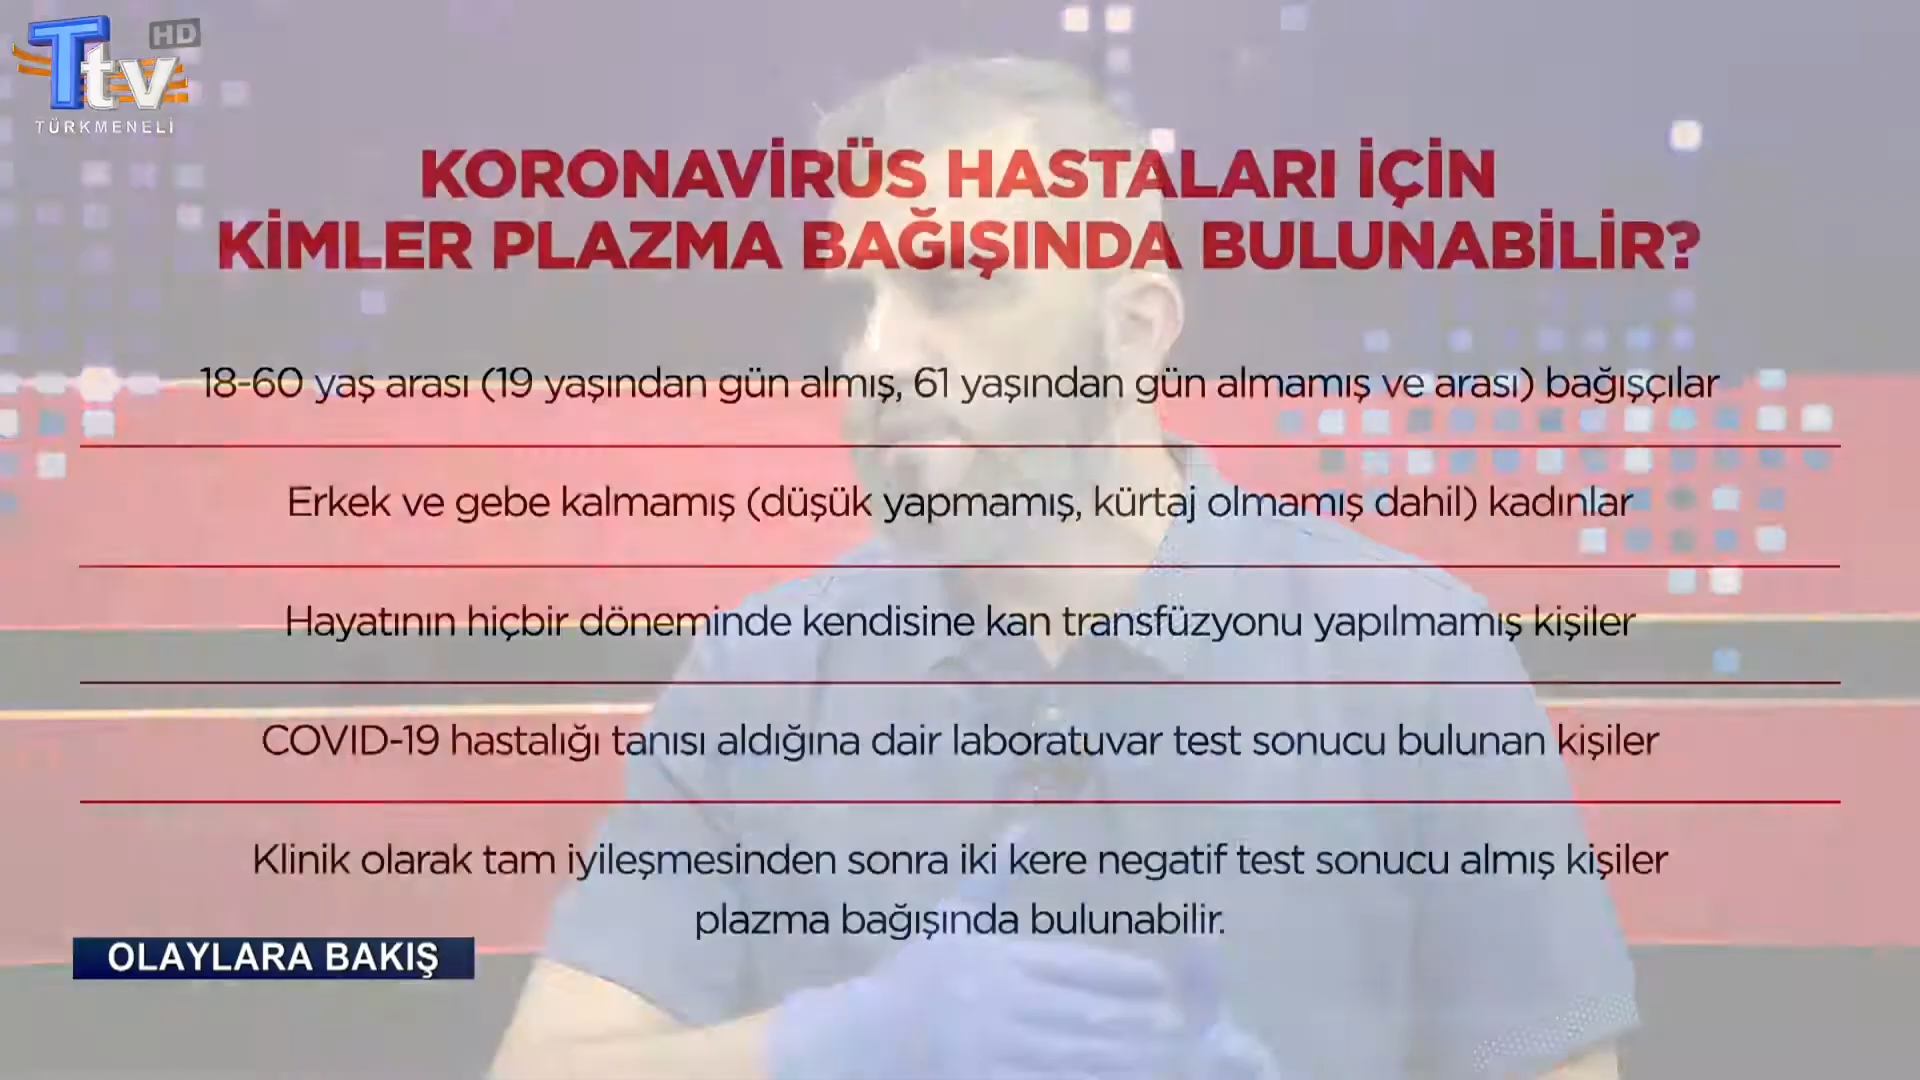 Ttv HD
TÜRKMENELİ
KORONAVİRÜS HASTALARI İÇİN
KİMLER PLAZMA BAĞIŞINDA BULUNABİLİR?
18-60 yaş arası (19 yaşından gün almış, 61 yaşından gün almamış ve arası) bağışçılar
Erkek ve gebe kalmamış (düşük yapmamış, kürtaj olmamış dahil) kadınlar
Hayatının hiçbir döneminde kendisine kan transfüzyonu yapılmamış kişiler
COVID-19 hastalığı tanısı aldığına dair laboratuvar test sonucu bulunan kişiler
Klinik olarak tam iyileşmesinden sonra iki kere negatif test sonucu almış kişiler
plazma bağışında bulunabilir.
OLAYLARA BAKIŞ